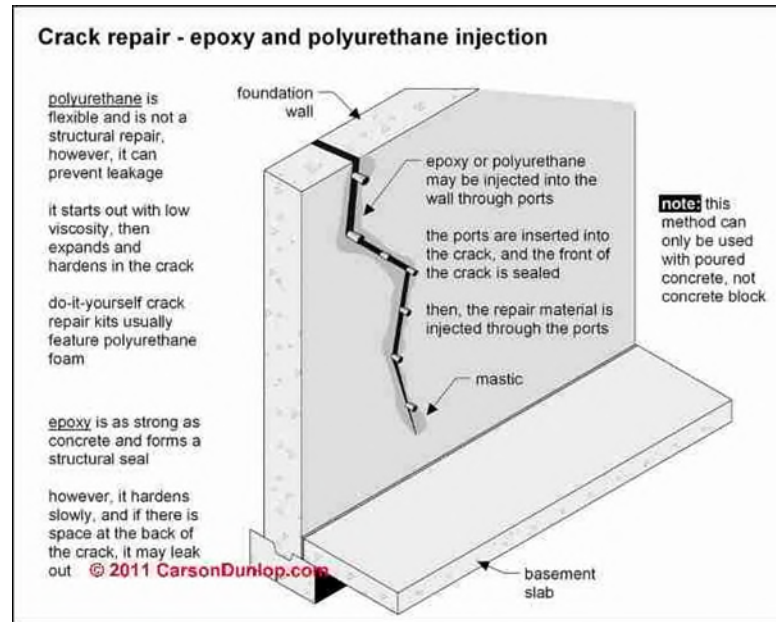 Crack repair - epoxy and polyurethane injection
polyurethane is
flexible and is not a
structural repair,
however, it can
prevent leakage
it starts out with low
viscosity, then
expands and
hardens in the crack
do-it-yourself crack
repair kits usually
feature polyurethane
foam
epoxy is as strong as
concrete and forms a
structural seal
however, it hardens
slowly, and if there is
space at the back of
the crack, it may leak
out © 2011 CarsonDunlop.com
foundation
wall
epoxy or polyurethane
may be injected into the
wall through ports
the ports are inserted into
the crack, and the front of
the crack is sealed
then, the repair material is
injected through the ports
mastic
note: this
method can
only be used
with poured
concrete, not
concrete block
basement
slab